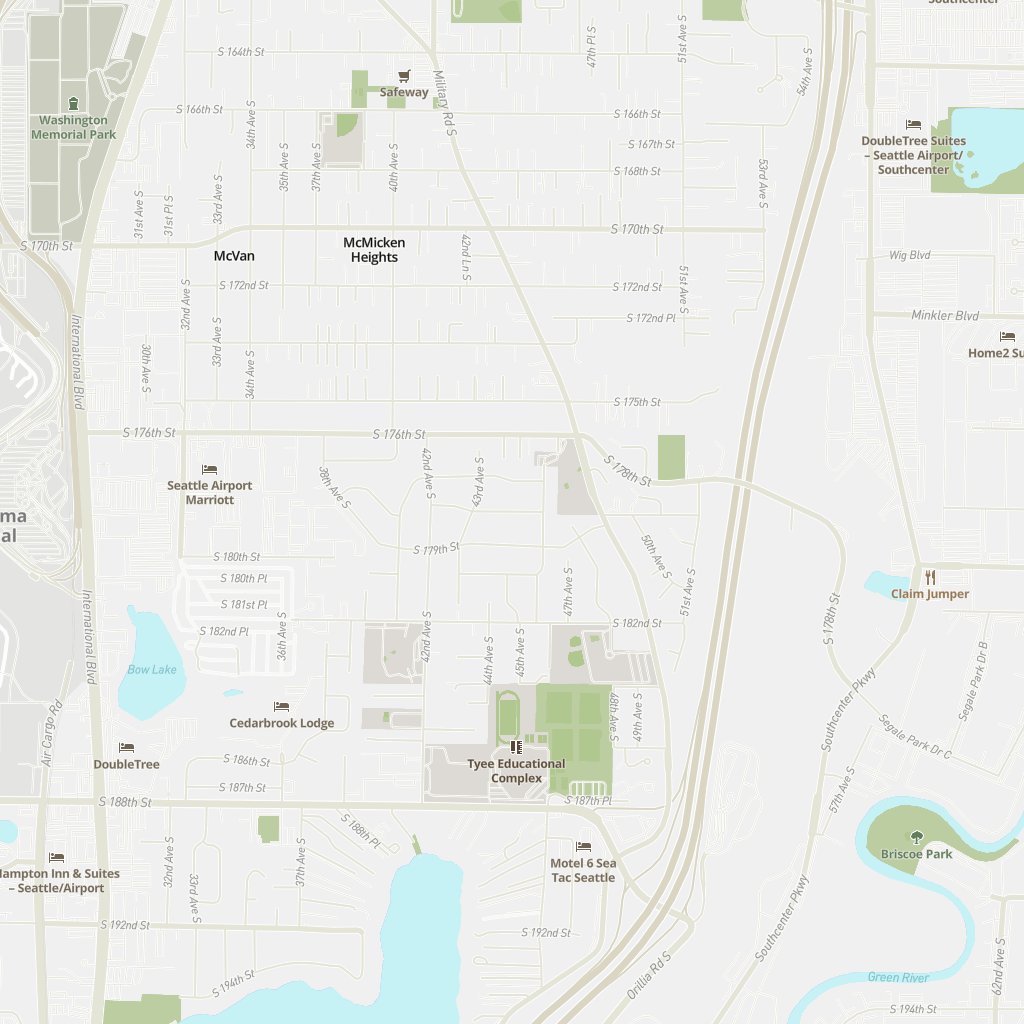 Southcenter
S 164th St
47th Pl S
51st Ave S
54th Ave S
Military Rd S
Safeway
S 166th St
S 166th St
Washington
Memorial Park
34th Ave S
35th Ave S
37th Ave S
40th Ave S
S 167th St
S 168th St
53rd Ave S
DoubleTree Suites
– Seattle Airport/
Southcenter
31st Ave S
31st Pl S
33rd Ave S
S 170th St
S 170th St
McVan
McMicken
Heights
42nd Ln S
Wig Blvd
S 172nd St
S 172nd St
51st Ave S
32nd Ave S
S 172nd Pl
Minkler Blvd
International Blvd
33rd Ave S
34th Ave S
30th Ave S
Home2 Su
S 175th St
S 176th St
S 176th St
42nd Ave S
43rd Ave S
38th Ave S
S 178th St
Seattle Airport
Marriott
ma
al
S 179th St
S 180th St
50th Ave S
S 180th Pl
47th Ave S
51st Ave S
Claim Jumper
S 181st Pl
International Blvd
S 178th St
S 182nd Pl
36th Ave S
42nd Ave S
S 182nd St
44th Ave S
45th Ave S
Bow Lake
Segale Park Dr B
Air Cargo Rd
Cedarbrook Lodge
48th Ave S
49th Ave S
Southcenter Pkwy
Segale Park Dr C
DoubleTree
S 186th St
Tyee Educational
Complex
S 187th St
57th Ave S
S 188th St
S 187th Pl
S 188th Pl
Briscoe Park
Hampton Inn & Suites
– Seattle/Airport
32nd Ave S
33rd Ave S
37th Ave S
Motel 6 Sea
Tac Seattle
Southcenter Pkwy
S 192nd St
S 192nd St
Orillia Rd S
S 194th St
Green River
62nd Ave S
S 194th St